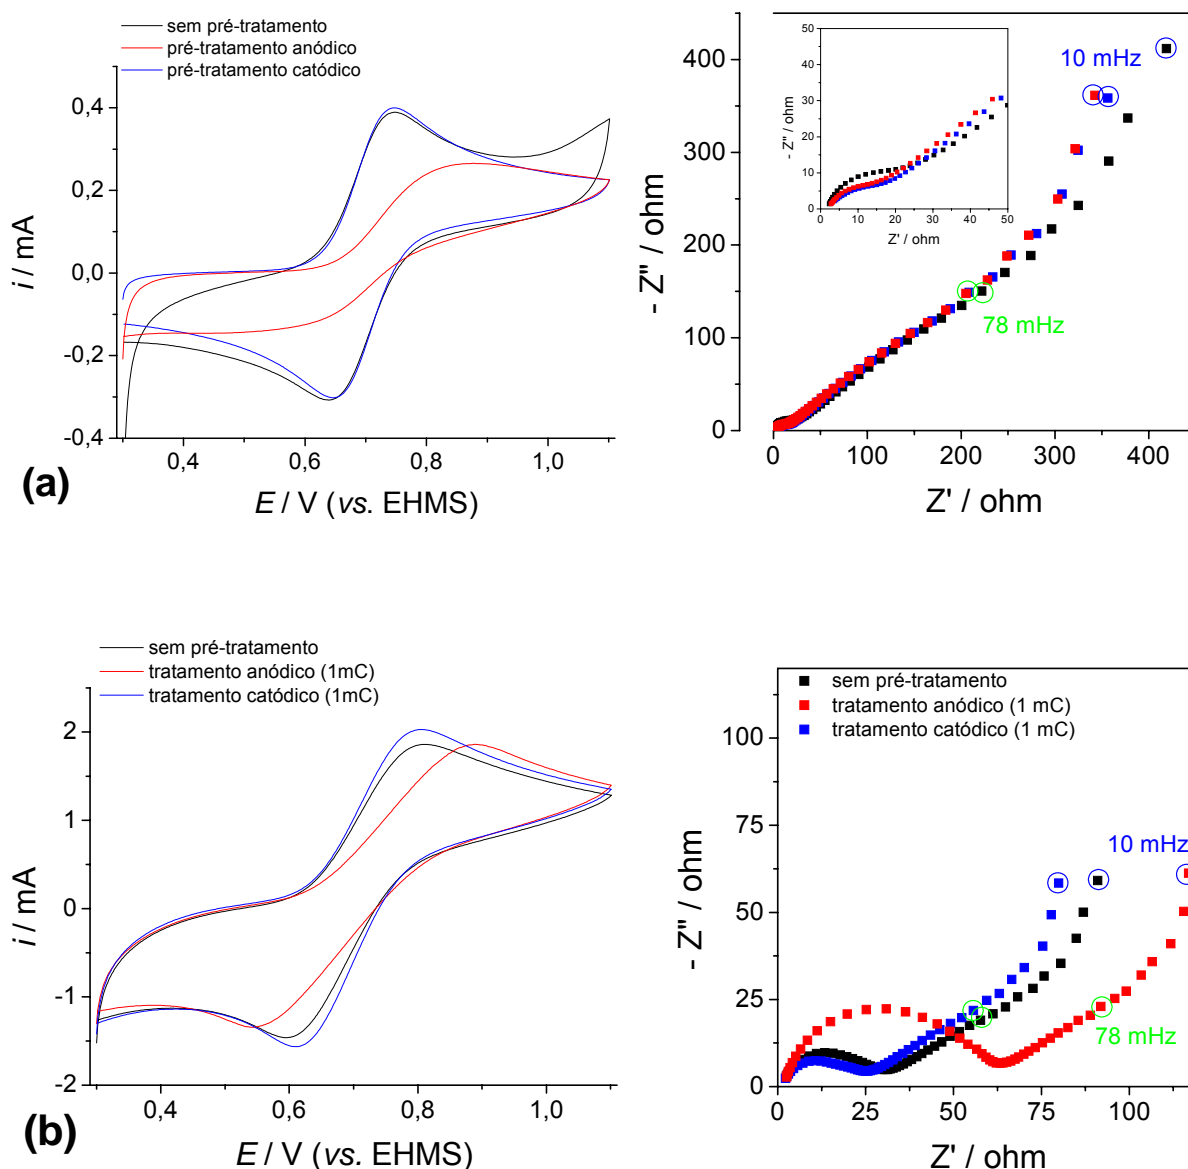 sem pré-tratamento
pré-tratamento anódico
pré-tratamento catódico
0,4
0,2
0,0
-0,2
-0,4
i / mA
0,4
0,6
0,8
1,0
E / V (vs. EHMS)
(a)
400
300
200
100
0
- Z" / ohm
0
100
200
300
400
Z' / ohm
10 mHz
78 mHz
50
40
30
20
10
0
- Z" / ohm
0
10
20
30
40
50
Z' / ohm
sem pré-tratamento
tratamento anódico (1mC)
tratamento catódico (1mC)
2
1
0
-1
-2
i / mA
0,4
0,6
0,8
1,0
E / V (vs. EHMS)
(b)
sem pré-tratamento
tratamento anódico (1 mC)
tratamento catódico (1 mC)
100
75
50
25
0
- Z" / ohm
10 mHz
78 mHz
0
25
50
75
100
Z' / ohm